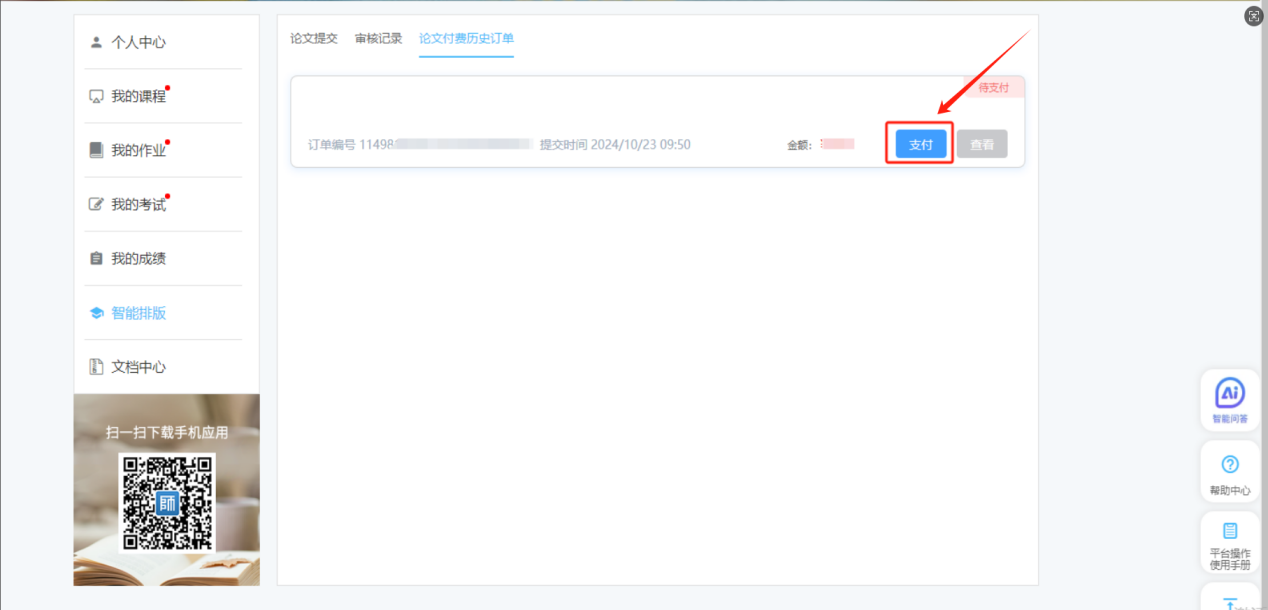 个人中心
我的课程
我的作业
我的考试
我的成绩
智能排版
文档中心
扫一扫下载手机应用
師
论文提交 审核记录 论文付费历史订单
待支付
订单编号 11498 提交时间 2024/10/23 09:50 金额： 支付 查看
Ai
智能问答
帮助中心
平台操作
使用手册